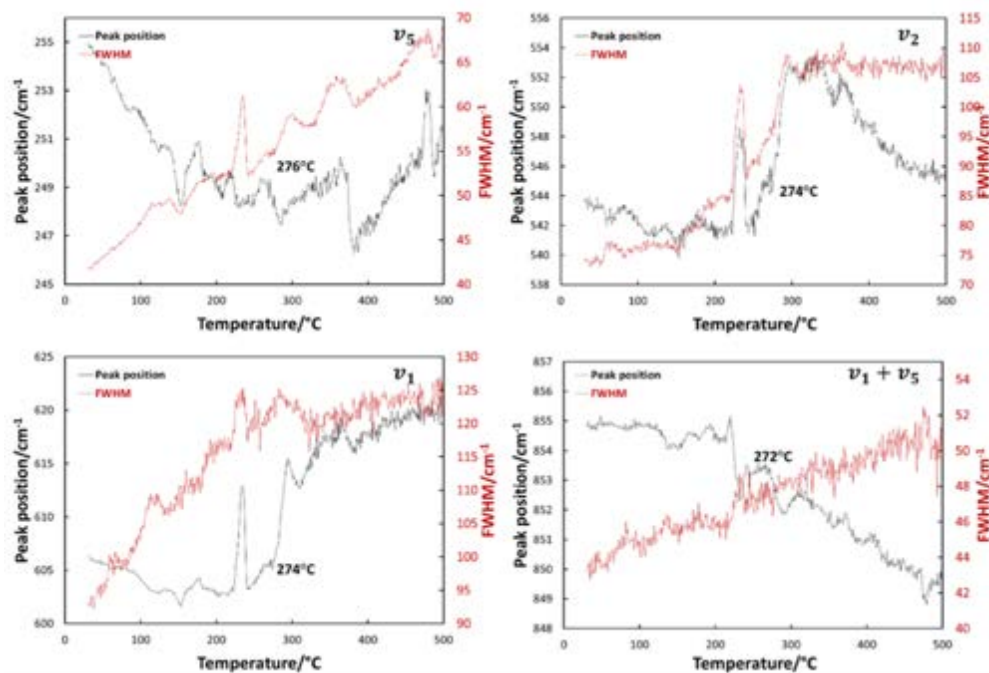 v₅
Peak position
FWHM
255
253
251
249
247
245
Peak position/cm⁻¹
70
65
60
55
50
45
40
FWHM/cm⁻¹
276°C
0 100 200 300 400 500
Temperature/°C
v₂
Peak position
FWHM
556
554
552
550
548
546
544
542
540
538
Peak position/cm⁻¹
115
110
105
100
95
90
85
80
75
70
FWHM/cm⁻¹
274°C
0 100 200 300 400 500
Temperature/°C
v₁
Peak position
FWHM
625
620
615
610
605
600
Peak position/cm⁻¹
130
125
120
115
110
105
100
95
90
FWHM/cm⁻¹
274°C
0 100 200 300 400 500
Temperature/°C
v₁ + v₅
Peak position
FWHM
857
856
855
854
853
852
851
850
849
848
Peak position/cm⁻¹
54
52
50
48
46
44
42
40
FWHM/cm⁻¹
272°C
0 100 200 300 400 500
Temperature/°C